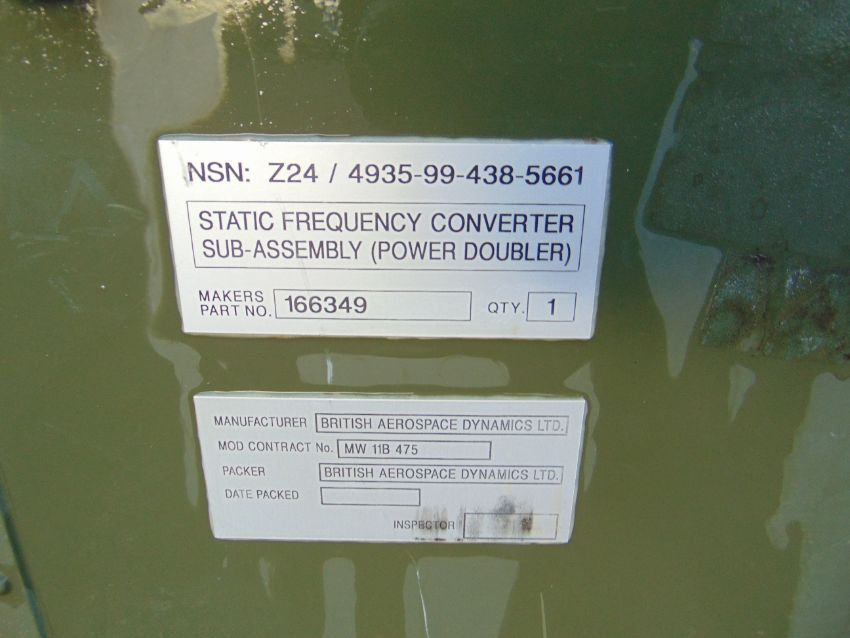 NSN: Z24 / 4935-99-438-5661
STATIC FREQUENCY CONVERTER
SUB-ASSEMBLY (POWER DOUBLER)
MAKERS
PART NO. 166349 QTY. 1
MANUFACTURER BRITISH AEROSPACE DYNAMICS LTD.
MOD CONTRACT No. MW 11B 475
PACKER BRITISH AEROSPACE DYNAMICS LTD.
DATE PACKED
INSPECTOR